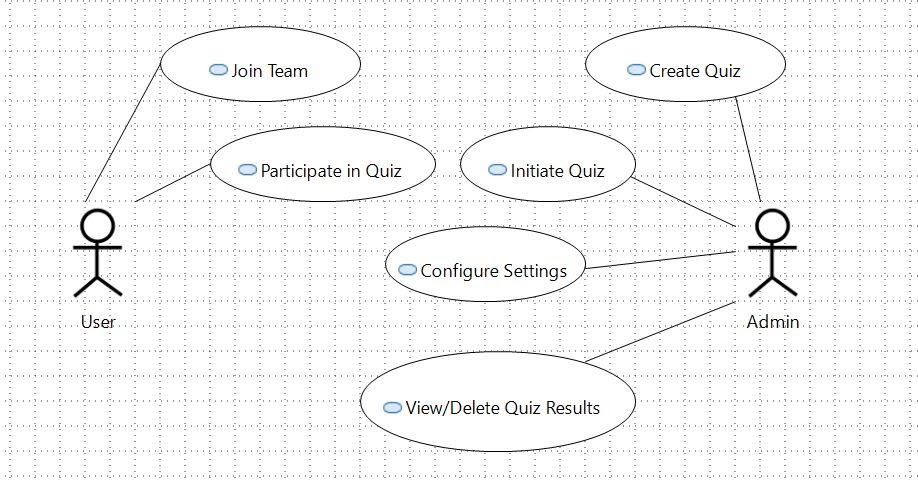 Join Team
Create Quiz
Participate in Quiz
Initiate Quiz
Configure Settings
User
Admin
View/Delete Quiz Results